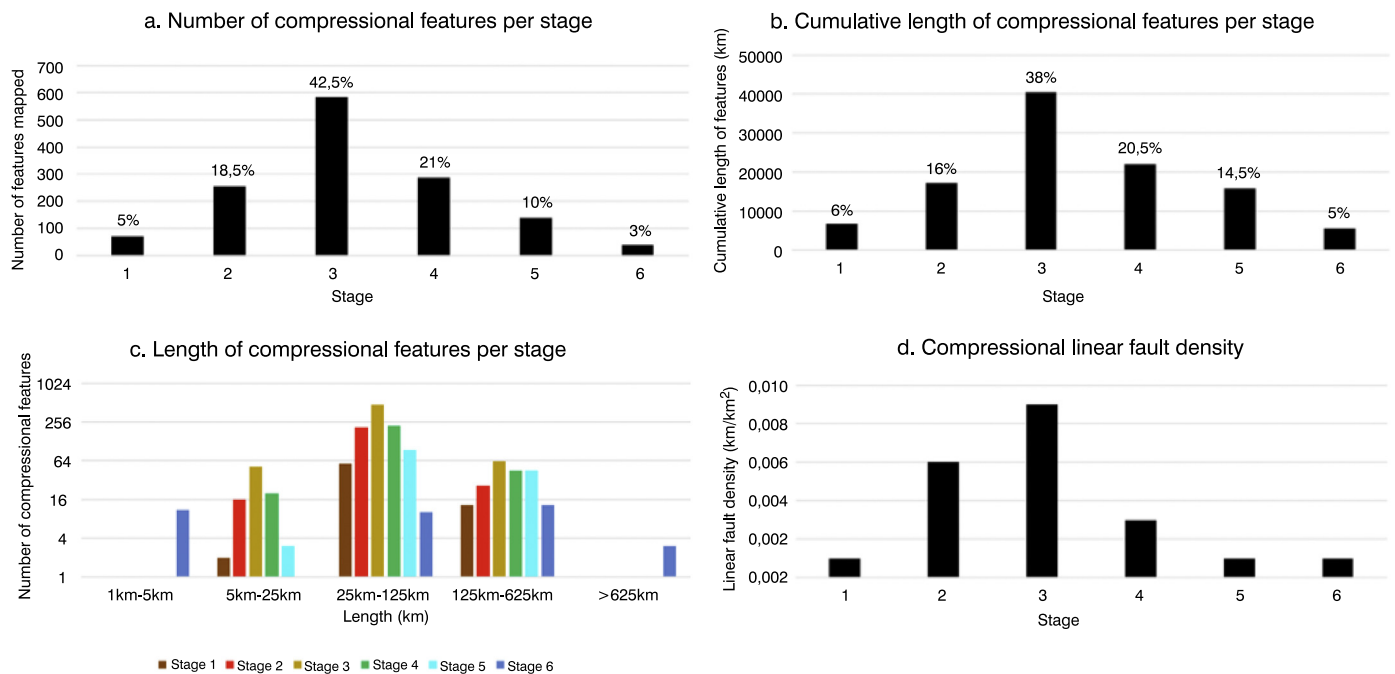 a. Number of compressional features per stage
Number of features mapped
700
600
500
400
300
200
100
0
5%
18,5%
42,5%
21%
10%
3%
1 2 3 4 5 6
Stage
b. Cumulative length of compressional features per stage
Cumulative length of features (km)
50000
40000
30000
20000
10000
0
6%
16%
38%
20,5%
14,5%
5%
1 2 3 4 5 6
Stage
c. Length of compressional features per stage
Number of compressional features
1024
256
64
16
4
1
1km-5km 5km-25km 25km-125km 125km-625km >625km
Length (km)
Stage 1 Stage 2 Stage 3 Stage 4 Stage 5 Stage 6
d. Compressional linear fault density
Linear fault density (km/km²)
0,010
0,008
0,006
0,004
0,002
0,002
1 2 3 4 5 6
Stage